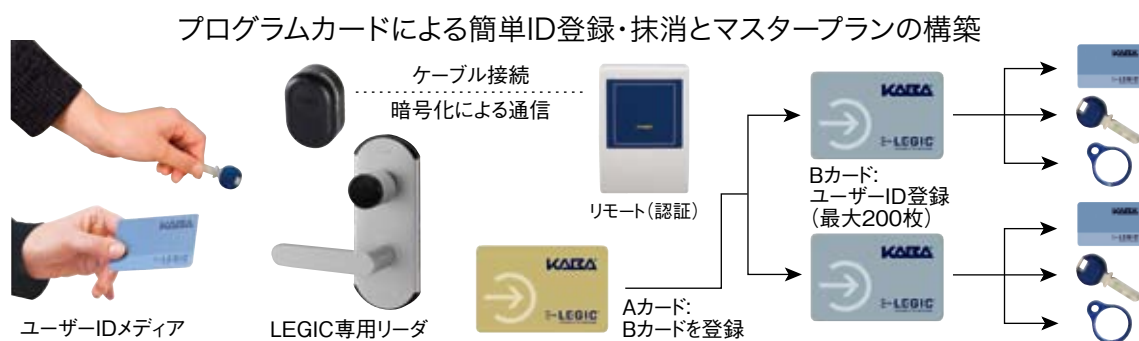 プログラムカードによる簡単ID登録・抹消とマスタープランの構築
ケーブル接続
暗号化による通信
リモート(認証)
ユーザーIDメディア
LEGIC専用リーダ
KABA
LEGIC
Aカード:
Bカードを登録
KABA
LEGIC
Bカード:
ユーザーID登録
(最大200枚)
KABA
LEGIC
KABA
LEGIC
KABA
LEGIC
KABA
LEGIC